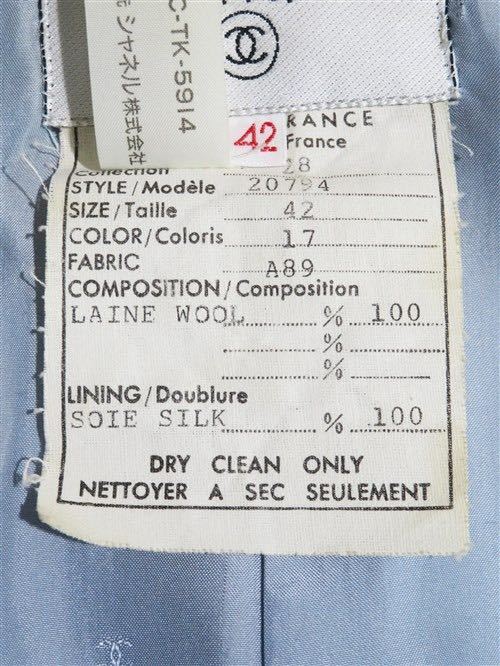 C-TK-5914
シャネル株式会社
42
RANCE
France
Collection 28
STYLE/Modèle 20794
SIZE/Taille 42
COLOR/Coloris 17
FABRIC A89
COMPOSITION/Composition
LAINE WOOL % 100
%
%
LINING/Doublure
SOIE SILK % 100
DRY CLEAN ONLY
NETTOYER A SEC SEULEMENT